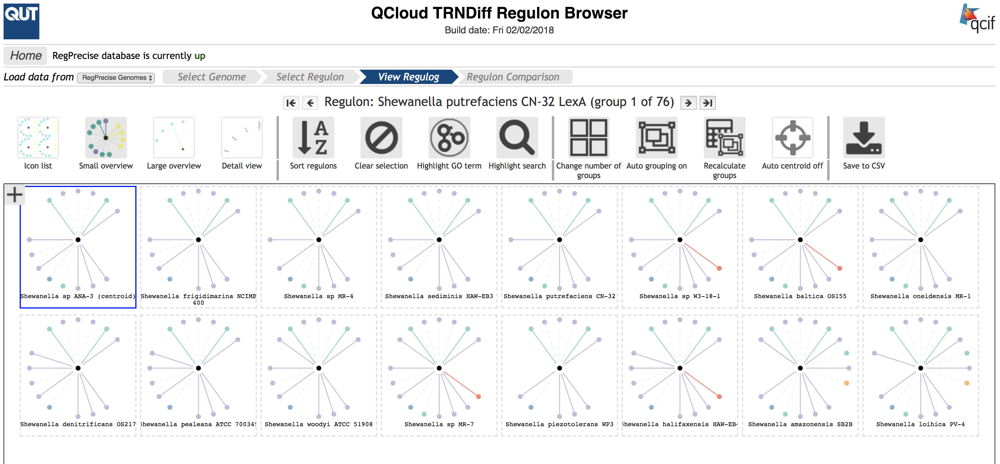 QUT
QCloud TRNDiff Regulon Browser
Build date: Fri 02/02/2018
qcif
Home
RegPrecise database is currently up
Load data from
RegPrecise Genomes
Select Genome
Select Regulon
View Regulog
Regulon Comparison
Regulon: Shewanella putrefaciens CN-32 LexA (group 1 of 76)
A
Z
Icon list
Small overview
Large overview
Detail view
Sort regulons
Clear selection
Highlight GO term
Highlight search
Change number of
groups
Auto grouping on
Recalculate
groups
Auto centroid off
Save to CSV
Shewanella sp ANA-3 (centroid)
Shewanella frigidimarina NCIMB
400
Shewanella sp MR-4
Shewanella sediminis HAW-EB3
Shewanella putrefaciens CN-32
Shewanella sp W3-18-1
Shewanella baltica OS155
Shewanella oneidensis MR-1
Shewanella denitrificans OS217
Shewanella pealeana ATCC 700345
Shewanella woodyi ATCC 51908
Shewanella sp MR-7
Shewanella piezotolerans WP3
Shewanella halifaxensis HAW-EB4
Shewanella amazonensis SB2B
Shewanella loihica PV-4